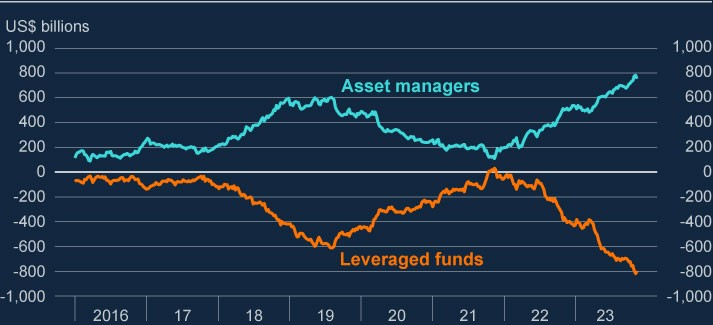 US$ billions
1,000 1,000
800 800
600 600
Asset managers
400 400
200 200
0 0
-200 -200
-400 -400
-600 -600
Leveraged funds
-800 -800
-1,000 -1,000
2016 17 18 19 20 21 22 23